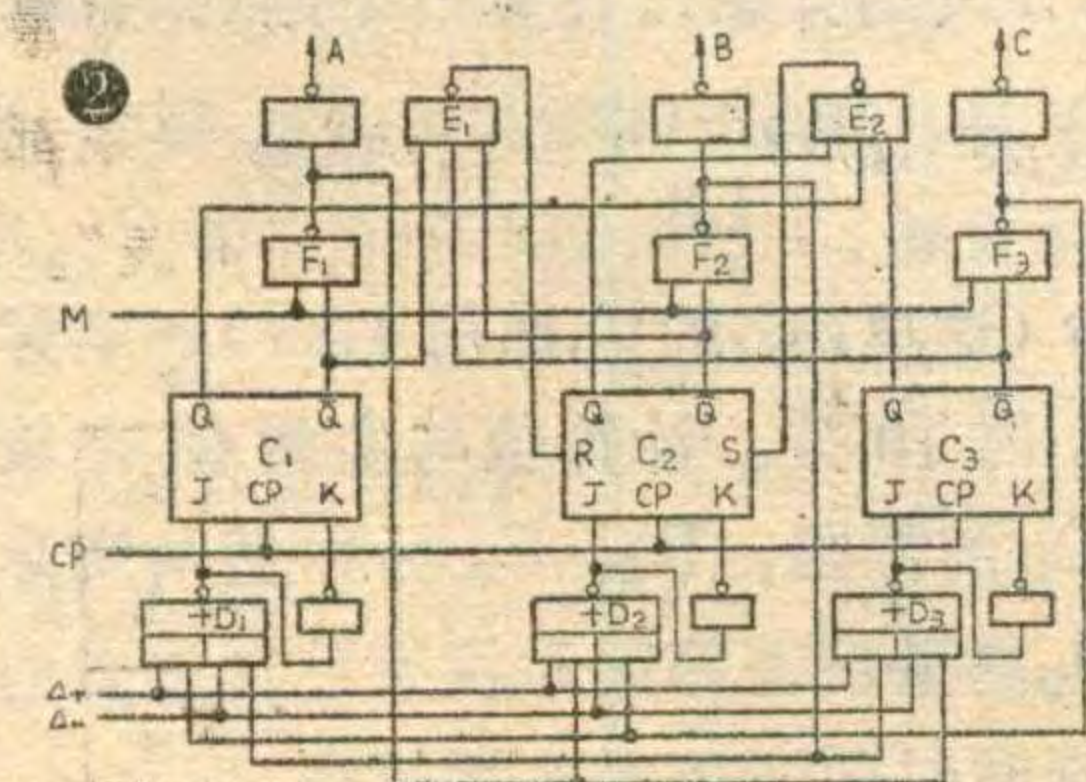 2
A B C
E₁ E₂
F₁ F₂ F₃
M
Q Q̄ Q Q̄ Q Q̄
C₁ R C₂ S C₃
J CP K J CP K J CP K
CP
+D₁ +D₂ +D₃
Δ+
Δ-